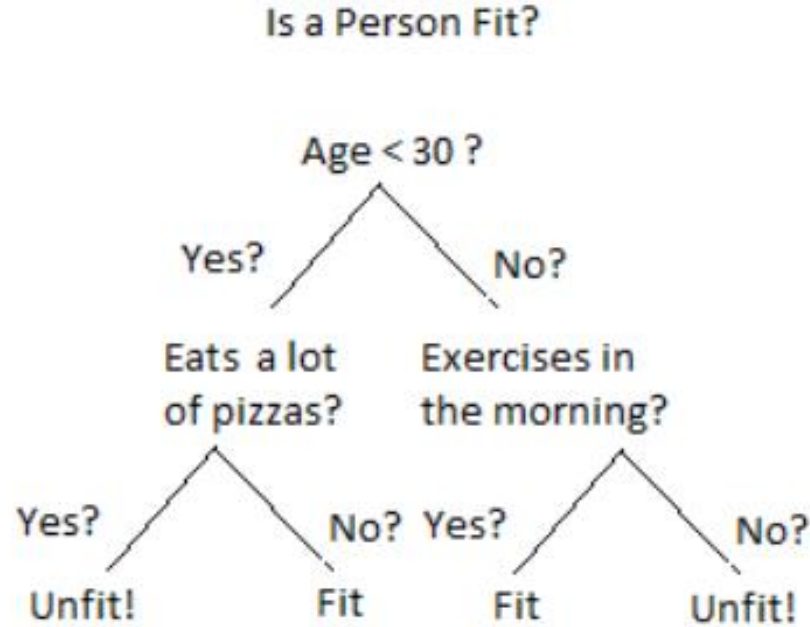 Is a Person Fit?
Age < 30 ?
Yes?
No?
Eats a lot
of pizzas?
Exercises in
the morning?
Yes?
No?
Yes?
No?
Unfit!
Fit
Fit
Unfit!